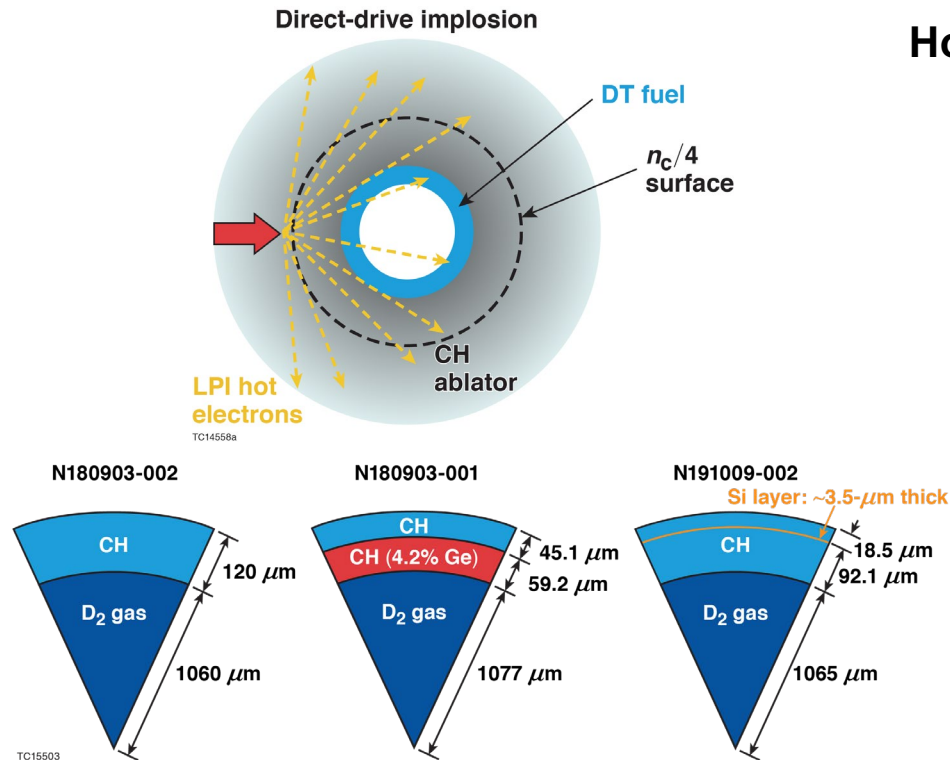 Direct-drive implosion
Ho
DT fuel
n_c/4
surface
CH
ablator
LPI hot
electrons
TC14558a
N180903-002
N180903-001
N191009-002
Si layer: ~3.5-μm thick
CH
120 μm
D₂ gas
1060 μm
CH
CH (4.2% Ge)
45.1 μm
59.2 μm
D₂ gas
1077 μm
CH
18.5 μm
92.1 μm
D₂ gas
1065 μm
TC15503